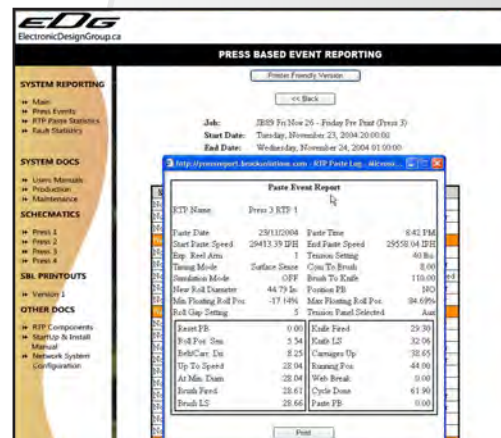 EDG
ElectronicDesignGroup.ca
PRESS BASED EVENT REPORTING
Printer Friendly Version
<< Back
SYSTEM REPORTING
Main
Press Events
RTP Paste Statistics
Fault Statistics
SYSTEM DOCS
Users Manuals
Production
Maintenance
SCHECMATICS
Press 1
Press 2
Press 3
Press 4
SBL PRINTOUTS
Version 1
OTHER DOCS
RTP Components
StartUp & Install Manual
Network System Configuration
Job: JB89 Fri Nov 26 - Friday Pre Print (Press 3)
Start Date: Tuesday, November 23, 2004 20:00:00
End Date: Wednesday, November 24, 2004 01:00:00
RTP Paste Log
Paste Event Report
RTP Name: Press 3 RTP 1
Paste Date 23/11/2004 Paste Time 8:42 PM
Start Paste Speed 29413.39 IPH End Paste Speed 29558.04 IPH
Exp. Reel Arm 1 Tension Setting 40 lbs.
Timing Mode Surface Sense Core To Brush 8.00
Simulation Mode OFF Brush To Knife 110.00
New Roll Diameter 44.79 In. Position PB NO
Min Floating Roll Pos. -17.14% Max Floating Roll Pos. 84.69%
Roll Gap Setting 5 Tension Panel Selected Aux
Reset PB 0.00 Knife Fired 29.30
Roll Pos. Sen. 5.54 Knife LS 32.06
Belt/Carr. Dn 8.25 Carriages Up 38.65
Up To Speed 28.04 Running Pos. 44.00
At Min. Diam 28.04 Web Break 0.00
Brush Fired 28.61 Cycle Done 61.90
Brush LS 28.66 Paste PB 0.00
Print